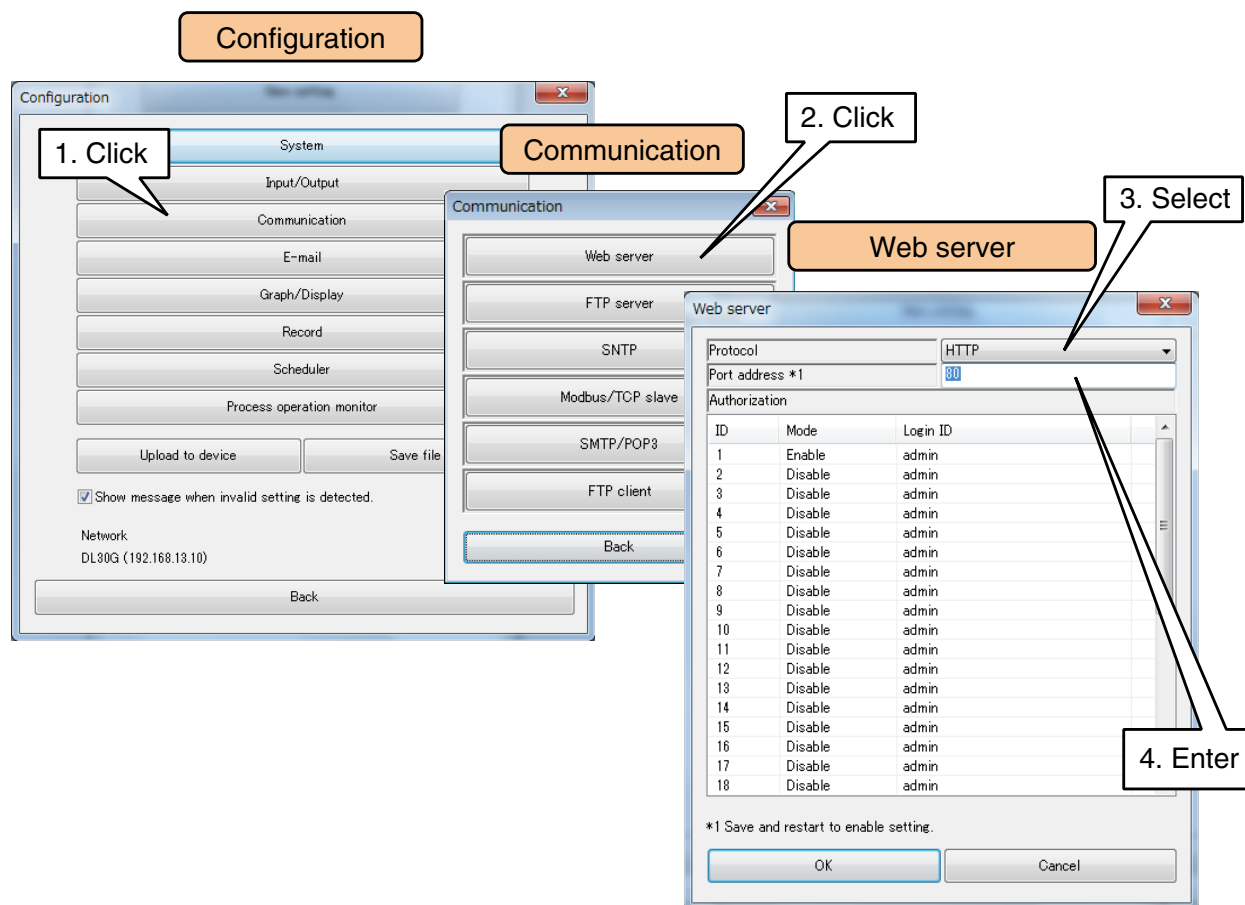 Configuration
Configuration
1. Click
System
Input/Output
Communication
E-mail
Graph/Display
Record
Scheduler
Process operation monitor
Upload to device
Save file
Show message when invalid setting is detected.
Network
DL30G (192.168.13.10)
Back
Communication
2. Click
Communication
Web server
FTP server
SNTP
Modbus/TCP slave
SMTP/POP3
FTP client
Back
Web server
3. Select
Web server
Protocol HTTP
Port address *1 80
Authorization
ID Mode Login ID
1 Enable admin
2 Disable admin
3 Disable admin
4 Disable admin
5 Disable admin
6 Disable admin
7 Disable admin
8 Disable admin
9 Disable admin
10 Disable admin
11 Disable admin
12 Disable admin
13 Disable admin
14 Disable admin
15 Disable admin
16 Disable admin
17 Disable admin
18 Disable admin
4. Enter
*1 Save and restart to enable setting.
OK Cancel